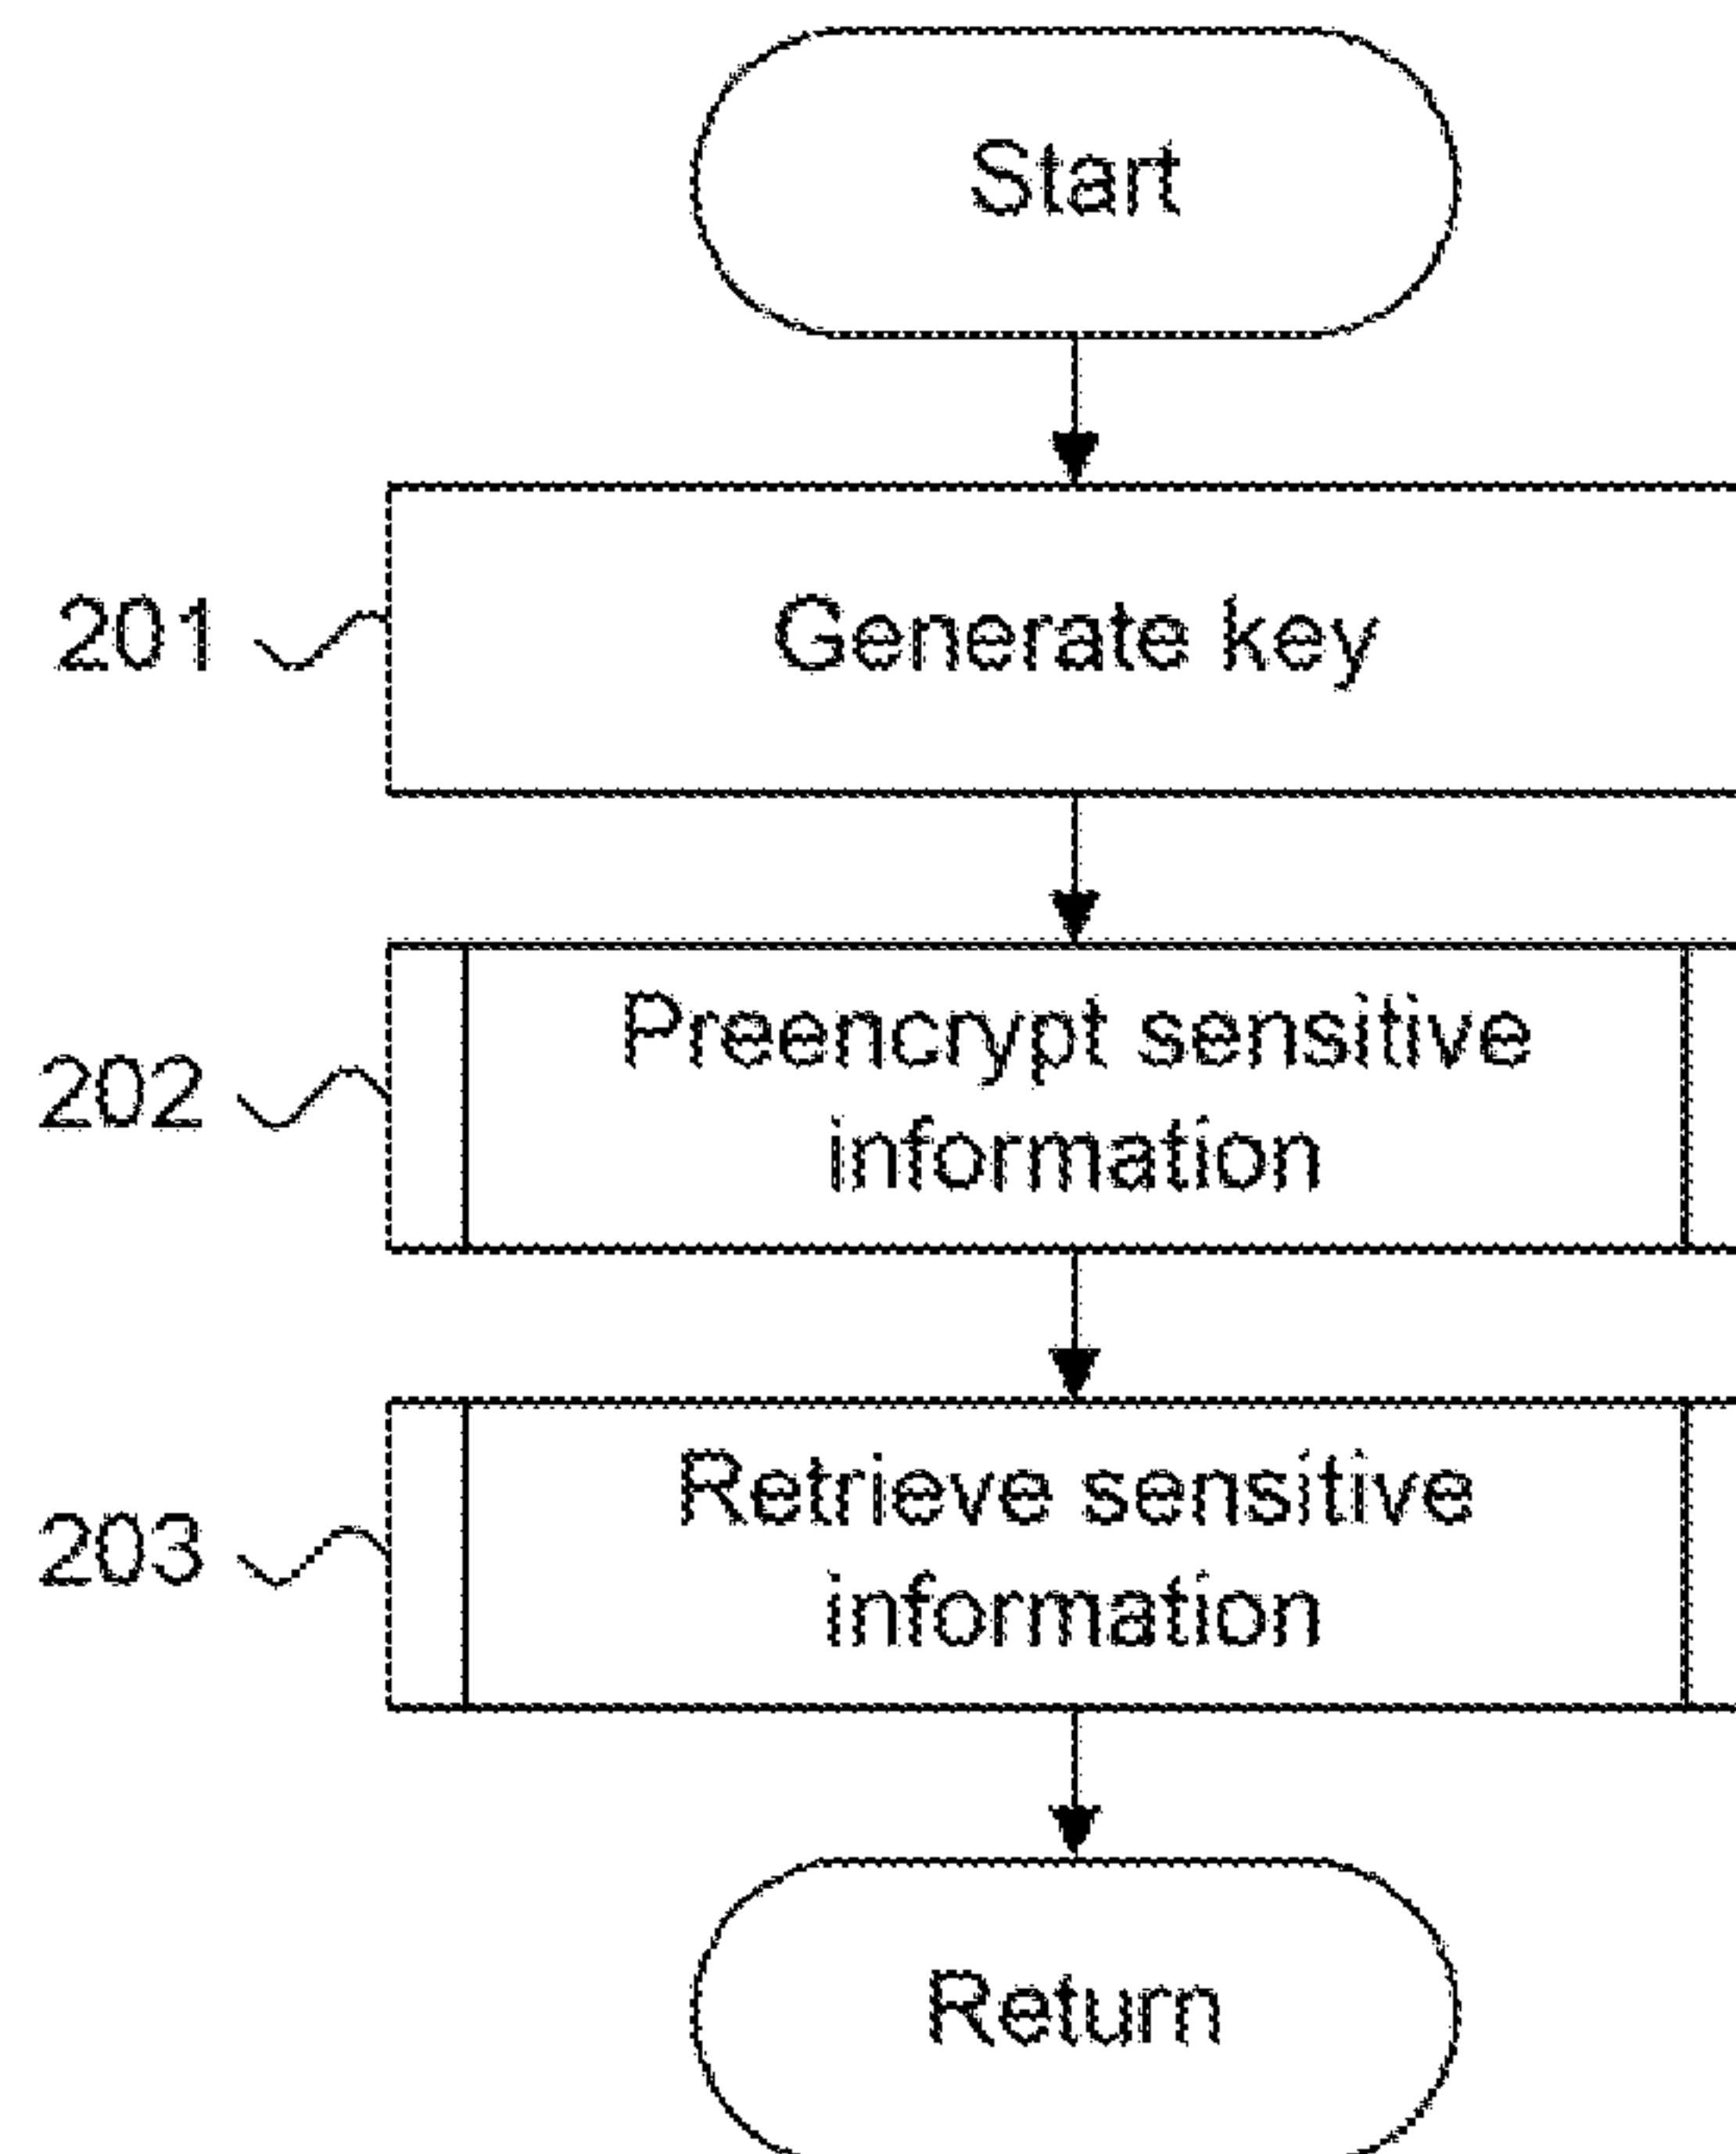 Start
201
Generate key
202
Preencrypt sensitive
information
203
Retrieve sensitive
information
Return